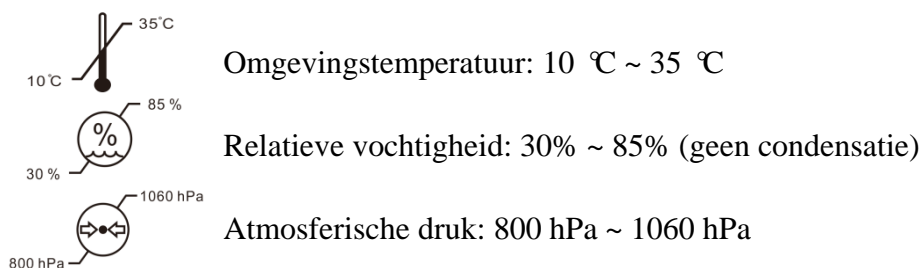 35°C
10°C
Omgevingstemperatuur: 10 ℃ ~ 35 ℃
85 %
%
30 %
Relatieve vochtigheid: 30% ~ 85% (geen condensatie)
1060 hPa
800 hPa
Atmosferische druk: 800 hPa ~ 1060 hPa